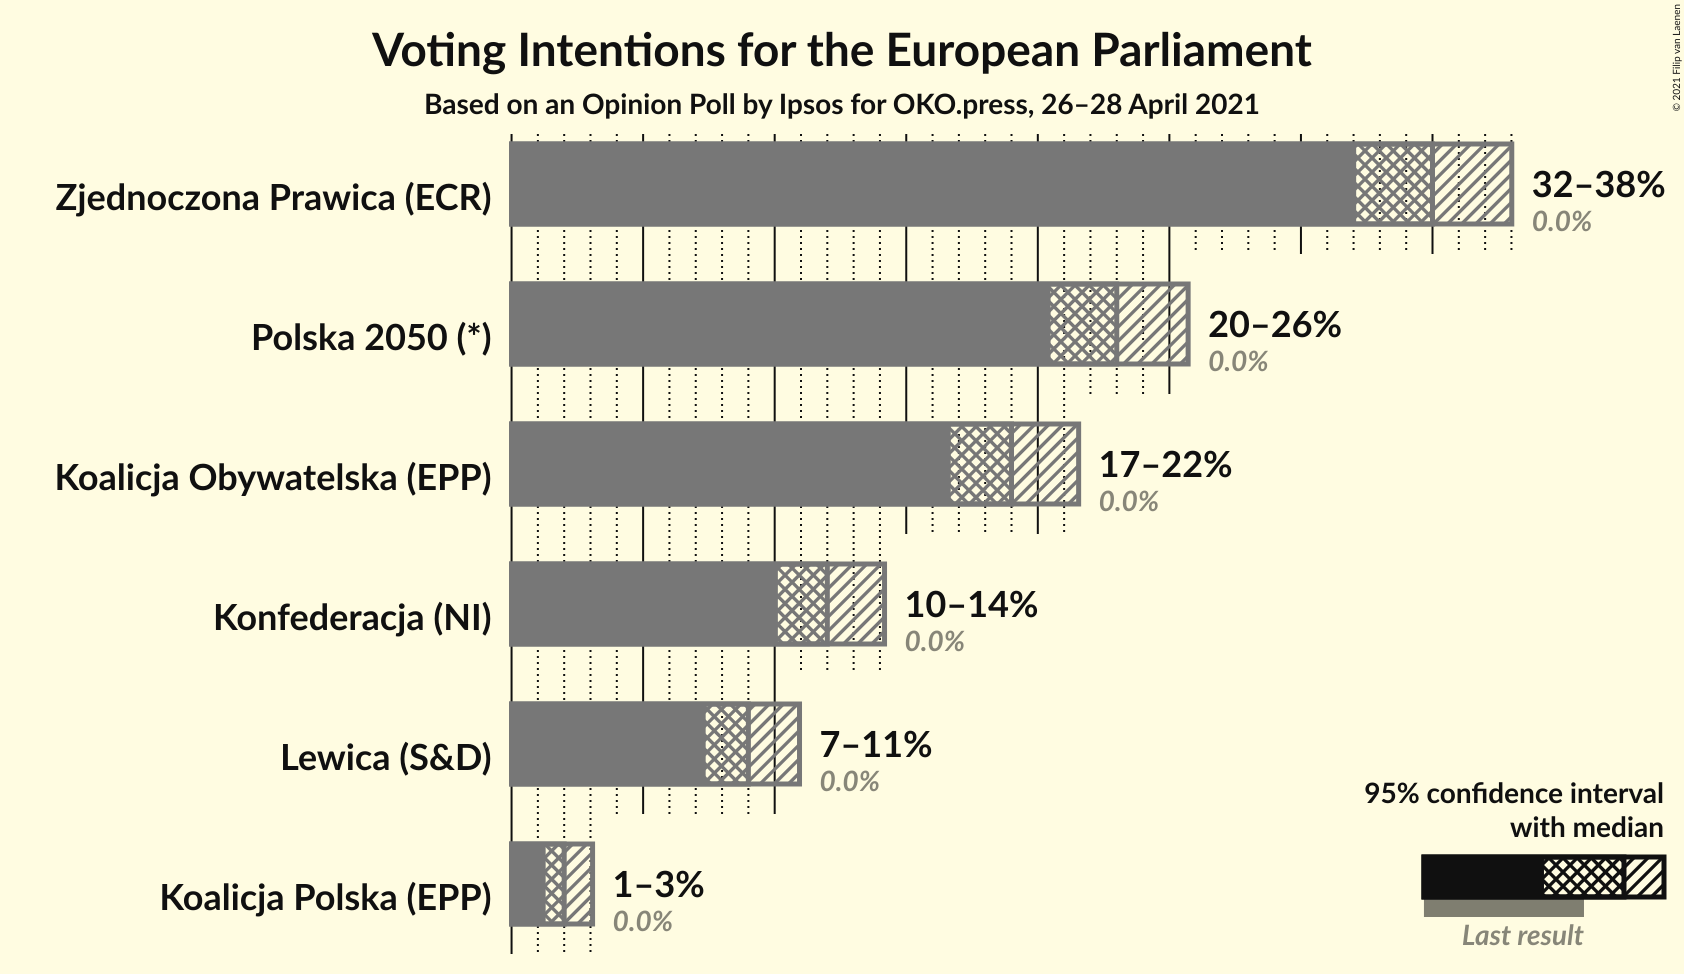 Voting Intentions for the European Parliament
Based on an Opinion Poll by Ipsos for OKO.press, 26–28 April 2021
© 2021 Filip van Laenen
Zjednoczona Prawica (ECR)
32–38%
0.0%
Polska 2050 (*)
20–26%
0.0%
Koalicja Obywatelska (EPP)
17–22%
0.0%
Konfederacja (NI)
10–14%
0.0%
Lewica (S&D)
7–11%
0.0%
Koalicja Polska (EPP)
1–3%
0.0%
95% confidence interval
with median
Last result